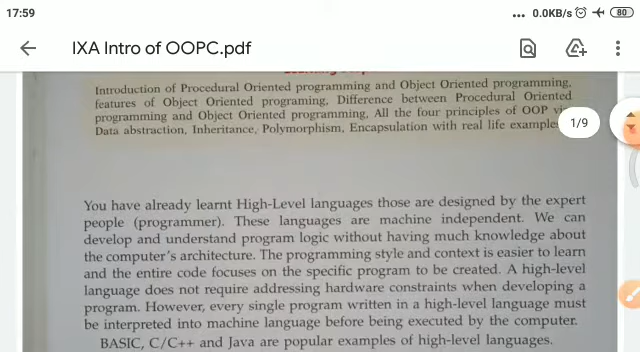 17:59 ... 0.0KB/s 80
IXA Intro of OOPC.pdf
Introduction of Procedural Oriented programming and Object Oriented programming,
features of Object Oriented programing, Difference between Procedural Oriented
programming and Object Oriented programming, All the four principles of OOP
Data abstraction, Inheritance, Polymorphism, Encapsulation with real life example
1/9
You have already learnt High-Level languages those are designed by the expert
people (programmer). These languages are machine independent. We can
develop and understand program logic without having much knowledge about
the computer's architecture. The programming style and context is easier to learn
and the entire code focuses on the specific program to be created. A high-level
language does not require addressing hardware constraints when developing a
program. However, every single program written in a high-level language must
be interpreted into machine language before being executed by the computer.
BASIC, C/C++ and Java are popular examples of high-level languages.